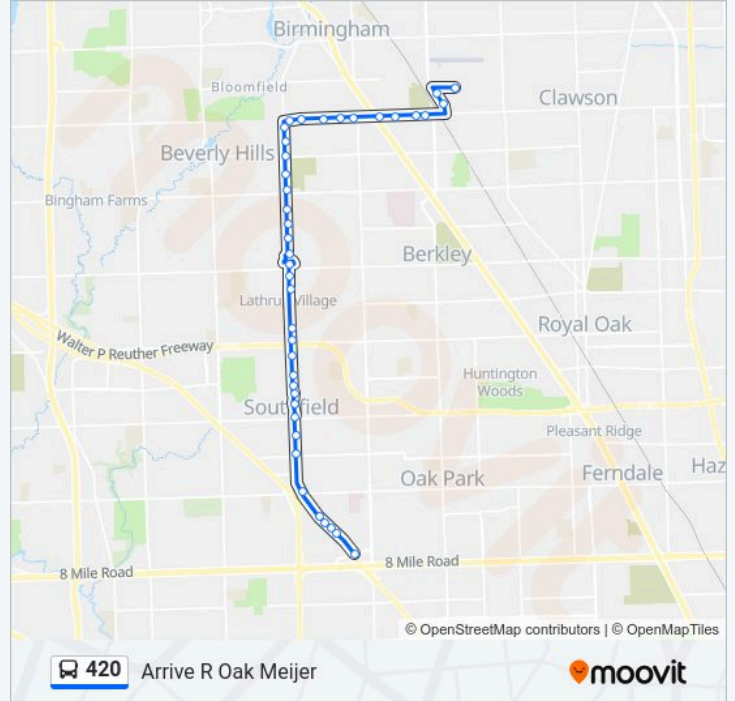 Birmingham
Bloomfield
Clawson
Beverly Hills
Bingham Farms
Berkley
Lathru Village
Royal Oak
Walter P Reuther Freeway
Huntington
Woods
Southfield
Pleasant Ridge
Oak Park
Ferndale
Haz
8 Mile Road
8 Mile Road
© OpenStreetMap contributors | © OpenMapTiles
420
Arrive R Oak Meijer
moovit